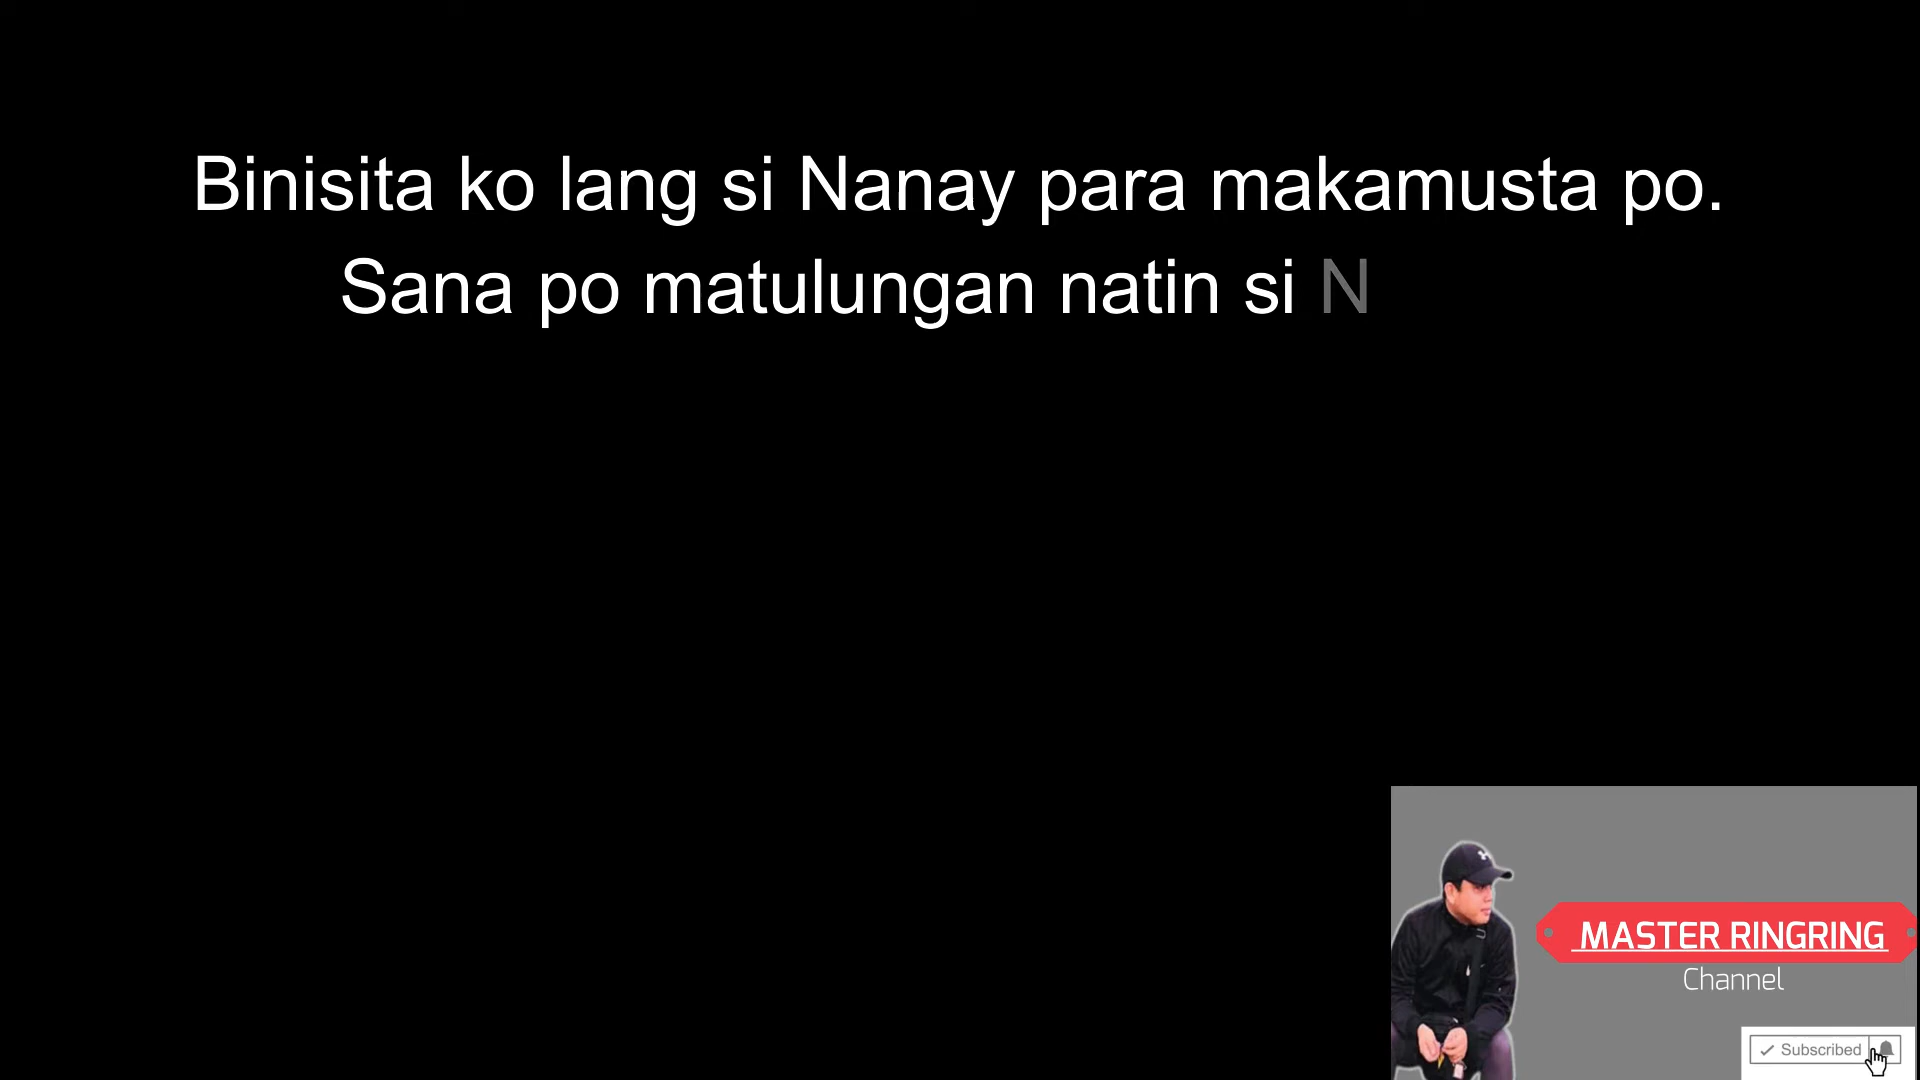 Binisita ko lang si Nanay para makamusta po.
Sana po matulungan natin si N
MASTER RINGRING
Channel
Subscribed